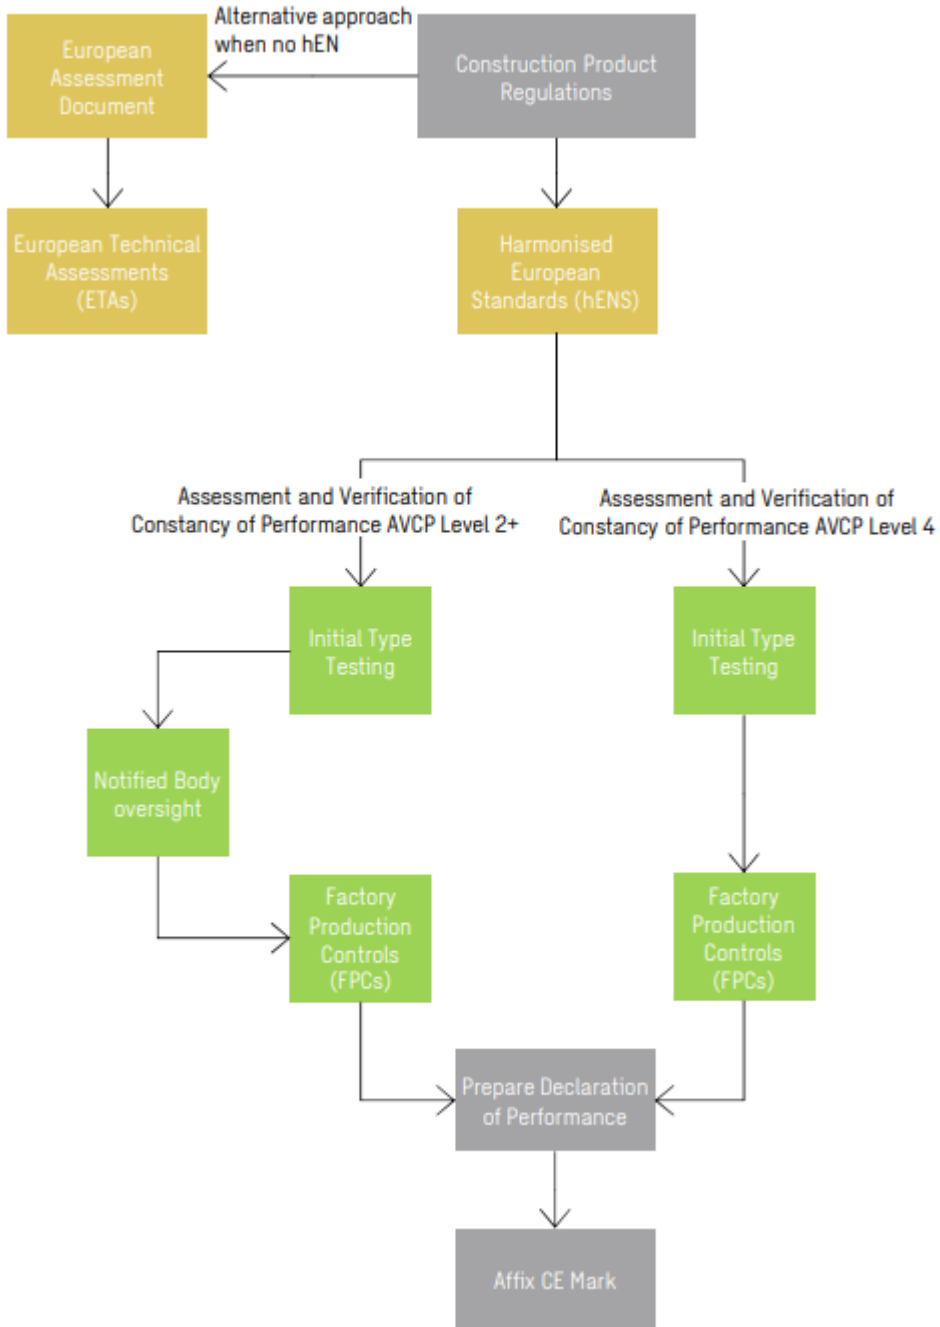 Alternative approach
when no hEN
European
Assessment
Document
Construction Product
Regulations
European Technical
Assessments
(ETAs)
Harmonised
European
Standards (hENS)
Assessment and Verification of
Constancy of Performance AVCP Level 2+
Assessment and Verification of
Constancy of Performance AVCP Level 4
Initial Type
Testing
Initial Type
Testing
Notified Body
oversight
Factory
Production
Controls
(FPCs)
Factory
Production
Controls
(FPCs)
Prepare Declaration
of Performance
Affix CE Mark